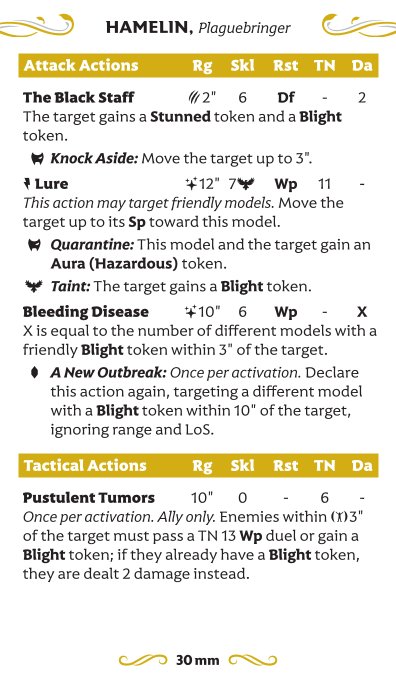 HAMELIN, Plaguebringer
Attack Actions Rg Skl Rst TN Da
The Black Staff 2" 6 Df - 2
The target gains a Stunned token and a Blight
token.
Knock Aside: Move the target up to 3".
Lure 12" 7 Wp 11 -
This action may target friendly models. Move the
target up to its Sp toward this model.
Quarantine: This model and the target gain an
Aura (Hazardous) token.
Taint: The target gains a Blight token.
Bleeding Disease 10" 6 Wp - X
X is equal to the number of different models with a
friendly Blight token within 3" of the target.
A New Outbreak: Once per activation. Declare
this action again, targeting a different model
with a Blight token within 10" of the target,
ignoring range and LoS.
Tactical Actions Rg Skl Rst TN Da
Pustulent Tumors 10" 0 - 6 -
Once per activation. Ally only. Enemies within 3"
of the target must pass a TN 13 Wp duel or gain a
Blight token; if they already have a Blight token,
they are dealt 2 damage instead.
30 mm